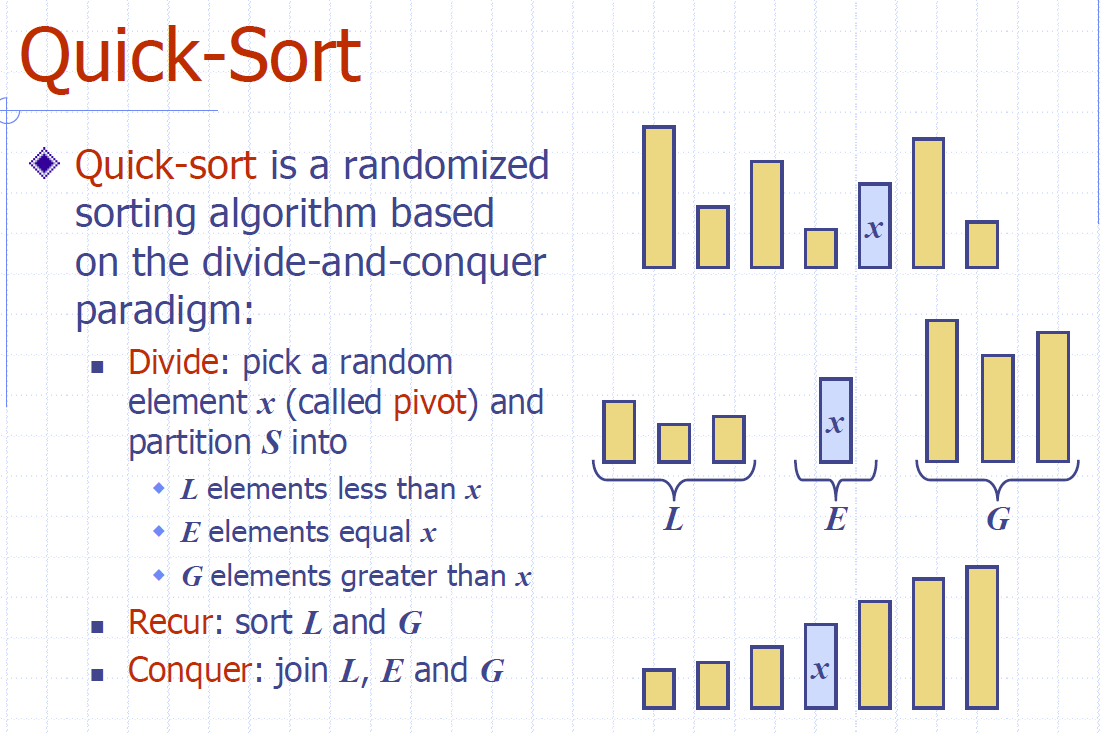 Quick-Sort
Quick-sort is a randomized
sorting algorithm based
on the divide-and-conquer
paradigm:
Divide: pick a random
element x (called pivot) and
partition S into
L elements less than x
E elements equal x
G elements greater than x
Recur: sort L and G
Conquer: join L, E and G
x
x
L
E
G
x